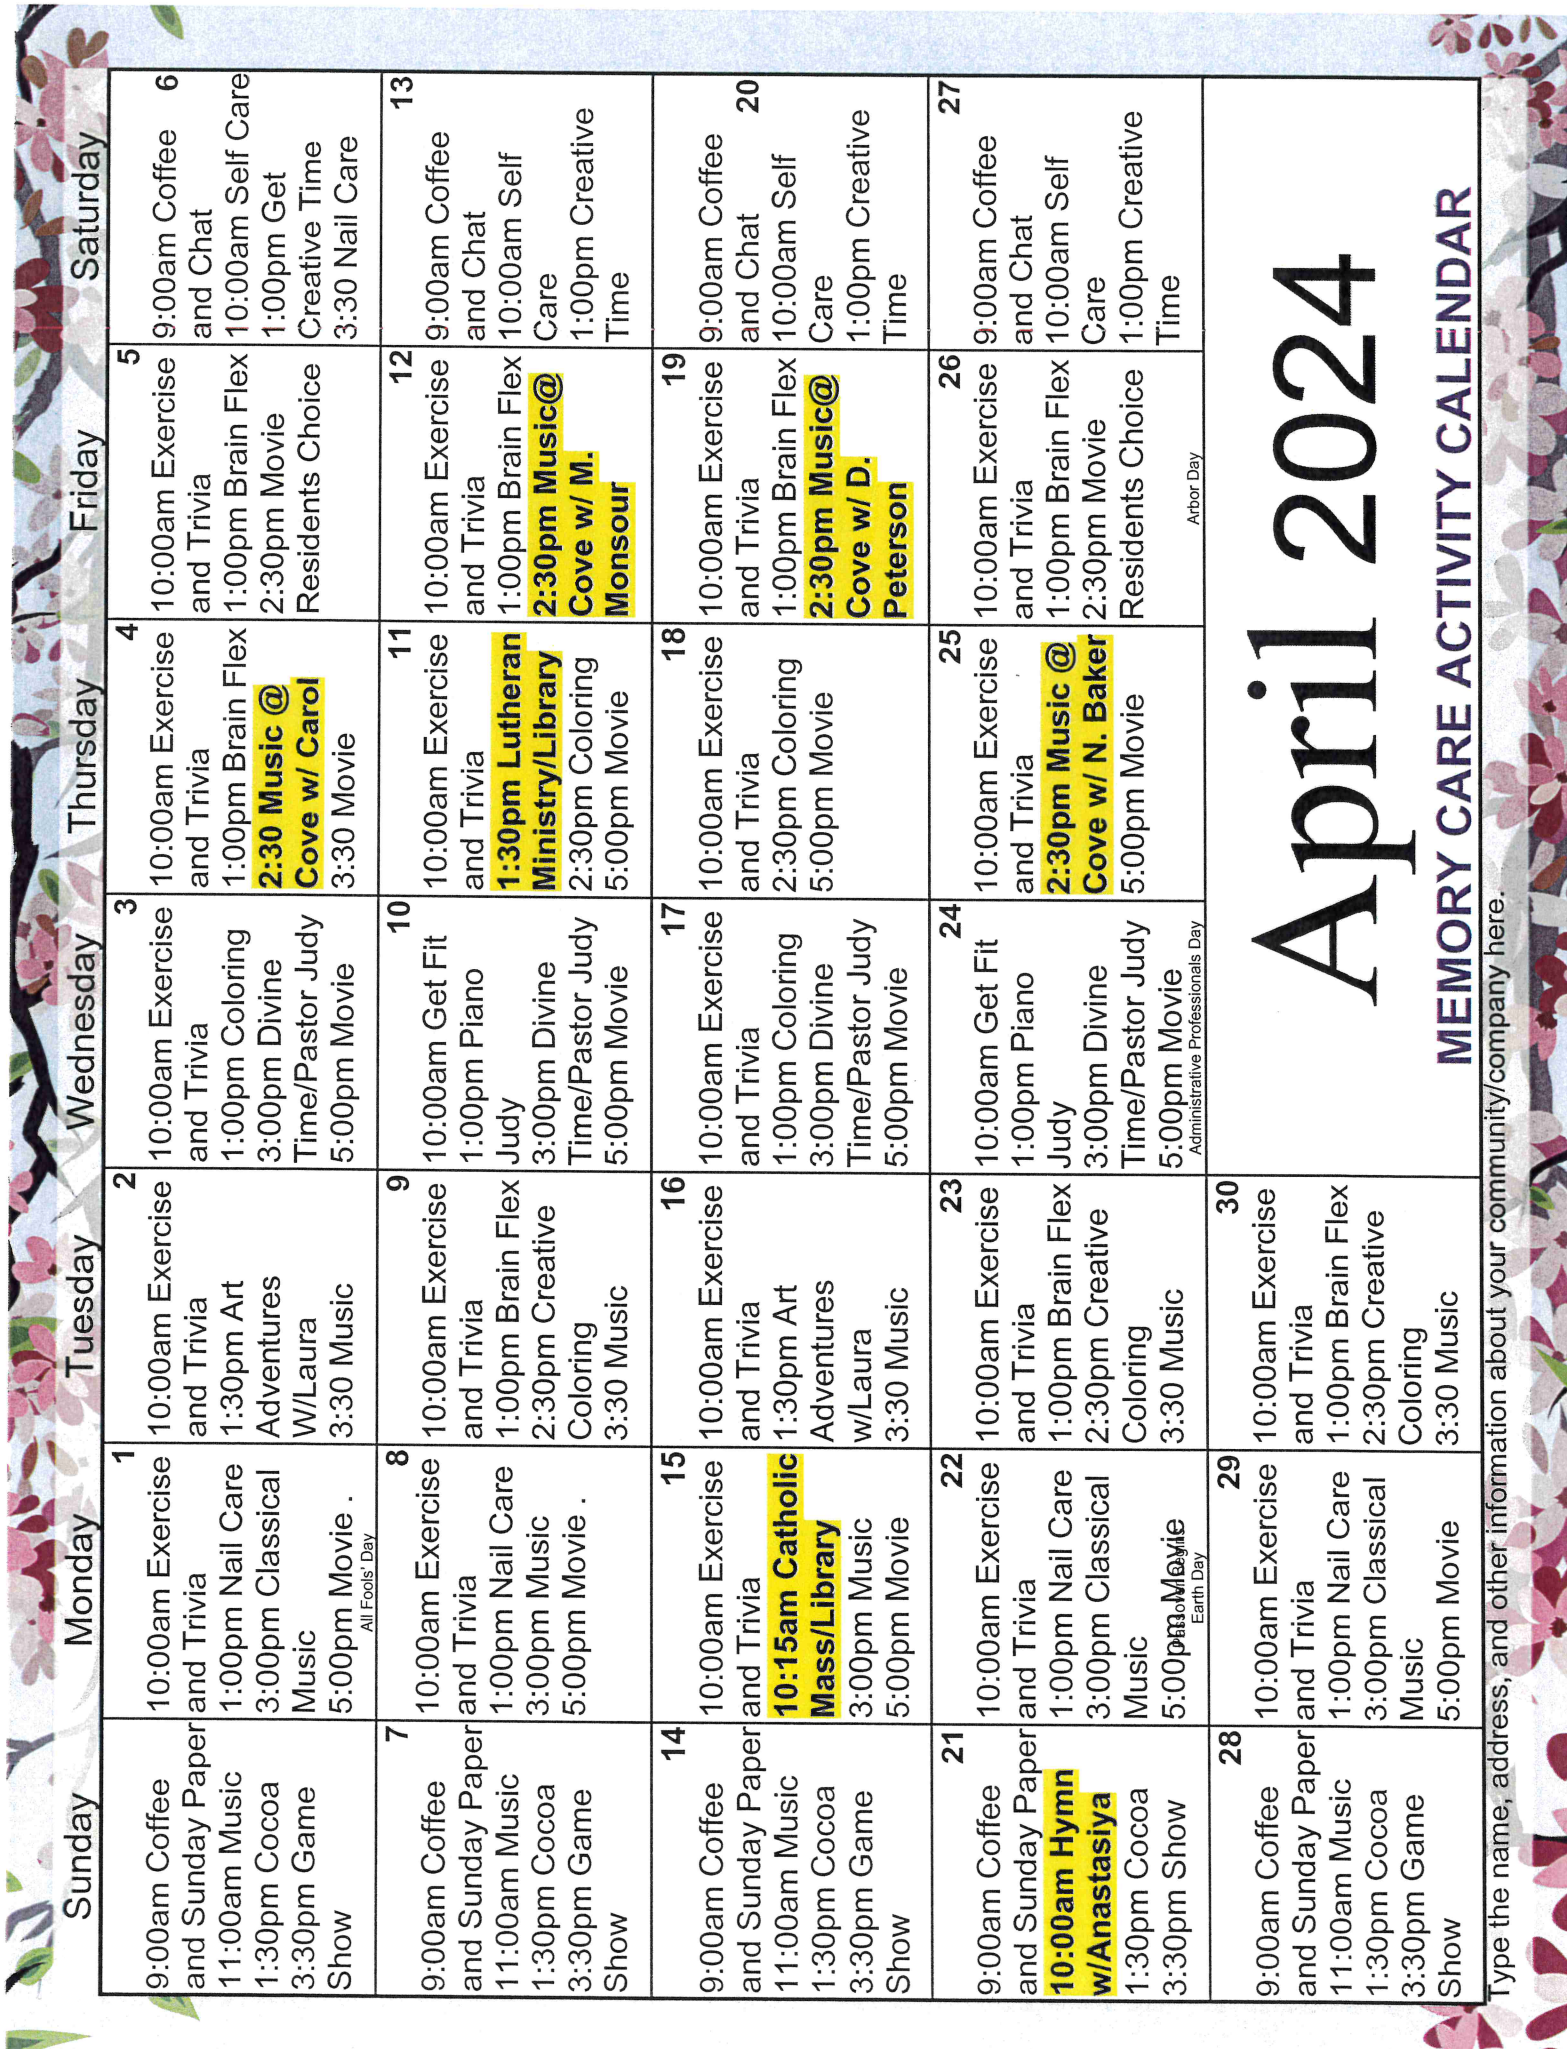 Sunday Monday Tuesday Wednesday Thursday Friday Saturday
9:00am Coffee
and Sunday Paper
11:00am Music
1:30pm Cocoa
3:30pm Game
Show
1
10:00am Exercise
and Trivia
1:00pm Nail Care
3:00pm Classical
Music
5:00pm Movie .
All Fools' Day
2
10:00am Exercise
and Trivia
1:30pm Art
Adventures
W/Laura
3:30 Music
3
10:00am Exercise
and Trivia
1:00pm Coloring
3:00pm Divine
Time/Pastor Judy
5:00pm Movie
4
10:00am Exercise
and Trivia
1:00pm Brain Flex
2:30 Music @
Cove w/ Carol
3:30 Movie
5
10:00am Exercise
and Trivia
1:00pm Brain Flex
2:30pm Movie
Residents Choice
6
9:00am Coffee
and Chat
10:00am Self Care
1:00pm Get
Creative Time
3:30 Nail Care
7
9:00am Coffee
and Sunday Paper
11:00am Music
1:30pm Cocoa
3:30pm Game
Show
8
10:00am Exercise
and Trivia
1:00pm Nail Care
3:00pm Music
5:00pm Movie .
9
10:00am Exercise
and Trivia
1:00pm Brain Flex
2:30pm Creative
Coloring
3:30 Music
10
10:00am Get Fit
1:00pm Piano
Judy
3:00pm Divine
Time/Pastor Judy
5:00pm Movie
11
10:00am Exercise
and Trivia
1:30pm Lutheran
Ministry/Library
2:30pm Coloring
5:00pm Movie
12
10:00am Exercise
and Trivia
1:00pm Brain Flex
2:30pm Music@
Cove w/ M.
Monsour
13
9:00am Coffee
and Chat
10:00am Self
Care
1:00pm Creative
Time
14
9:00am Coffee
and Sunday Paper
11:00am Music
1:30pm Cocoa
3:30pm Game
Show
15
10:00am Exercise
and Trivia
10:15am Catholic
Mass/Library
3:00pm Music
5:00pm Movie
16
10:00am Exercise
and Trivia
1:30pm Art
Adventures
w/Laura
3:30 Music
17
10:00am Exercise
and Trivia
1:00pm Coloring
3:00pm Divine
Time/Pastor Judy
5:00pm Movie
18
10:00am Exercise
and Trivia
2:30pm Coloring
5:00pm Movie
19
10:00am Exercise
and Trivia
1:00pm Brain Flex
2:30pm Music@
Cove w/ D.
Peterson
20
9:00am Coffee
and Chat
10:00am Self
Care
1:00pm Creative
Time
21
9:00am Coffee
and Sunday Paper
10:00am Hymn
w/Anastasiya
1:30pm Cocoa
3:30pm Show
22
10:00am Exercise
and Trivia
1:00pm Nail Care
3:00pm Classical
Music
5:00pm Movie
Passover Begins
Earth Day
23
10:00am Exercise
and Trivia
1:00pm Brain Flex
2:30pm Creative
Coloring
3:30 Music
24
10:00am Get Fit
1:00pm Piano
Judy
3:00pm Divine
Time/Pastor Judy
5:00pm Movie
Administrative Professionals Day
25
10:00am Exercise
and Trivia
2:30pm Music @
Cove w/ N. Baker
5:00pm Movie
26
10:00am Exercise
and Trivia
1:00pm Brain Flex
2:30pm Movie
Residents Choice
Arbor Day
27
9:00am Coffee
and Chat
10:00am Self
Care
1:00pm Creative
Time
28
9:00am Coffee
and Sunday Paper
11:00am Music
1:30pm Cocoa
3:30pm Game
Show
29
10:00am Exercise
and Trivia
1:00pm Nail Care
3:00pm Classical
Music
5:00pm Movie
30
10:00am Exercise
and Trivia
1:00pm Brain Flex
2:30pm Creative
Coloring
3:30 Music
April 2024
MEMORY CARE ACTIVITY CALENDAR
Type the name, address, and other information about your community/company here.